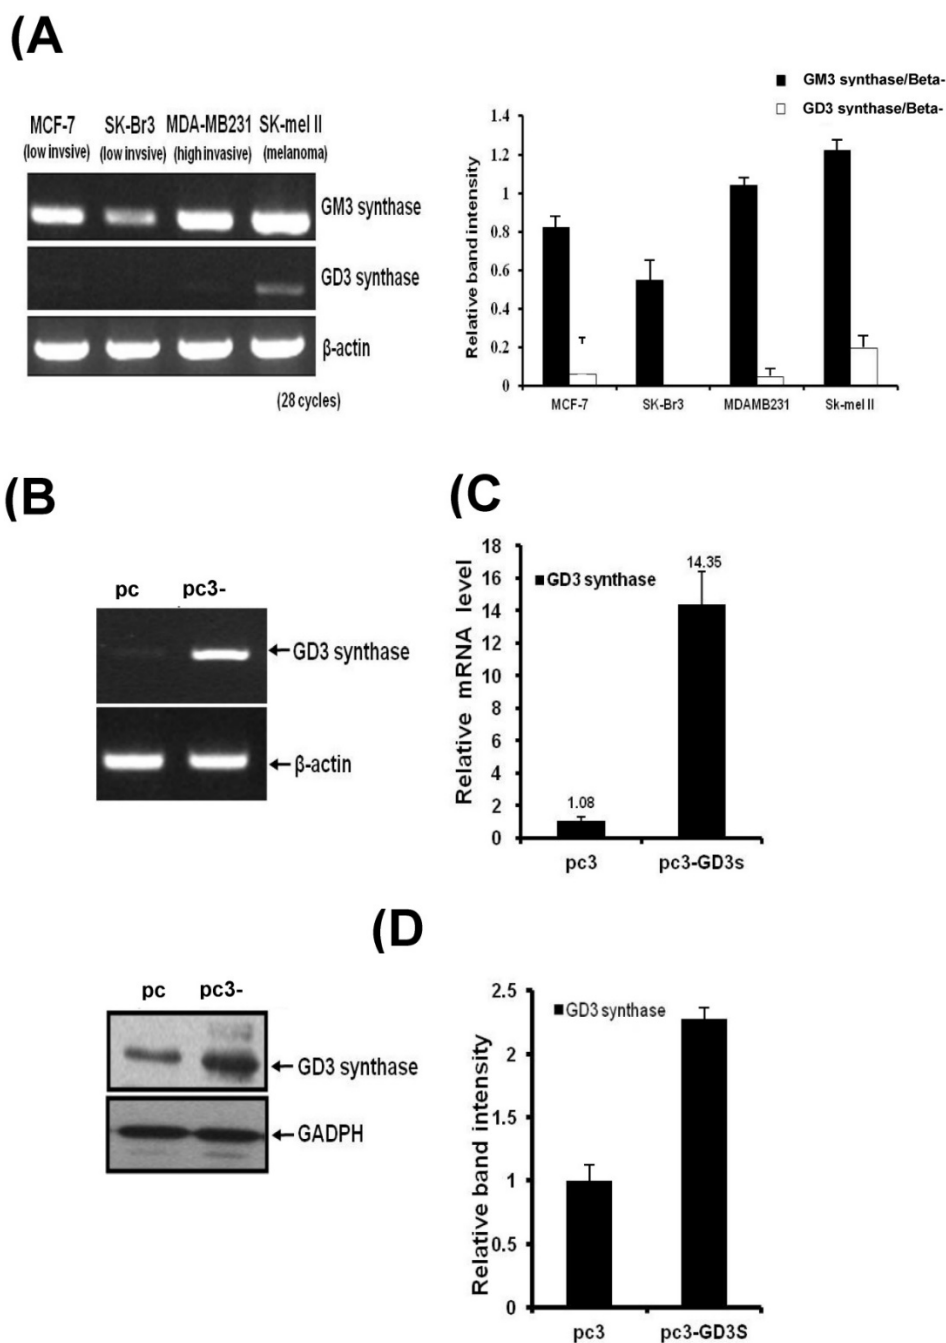 (A
GM3 synthase/Beta-
GD3 synthase/Beta-
MCF-7 SK-Br3 MDA-MB231 SK-mel II
(low invsive) (low invsive) (high invasive) (melanoma)
GM3 synthase
GD3 synthase
β-actin
(28 cycles)
Relative band intensity
1.4
1.2
1
0.8
0.6
0.4
0.2
0
MCF-7 SK-Br3 MDAMB231 Sk-mel II
(B
pc pc3-
GD3 synthase
β-actin
(C
Relative mRNA level
18
16
14
12
10
8
6
4
2
0
GD3 synthase
14.35
1.08
pc3 pc3-GD3s
(D
pc pc3-
GD3 synthase
GADPH
Relative band intensity
2.5
2
1.5
1
0.5
0
GD3 synthase
pc3 pc3-GD3S